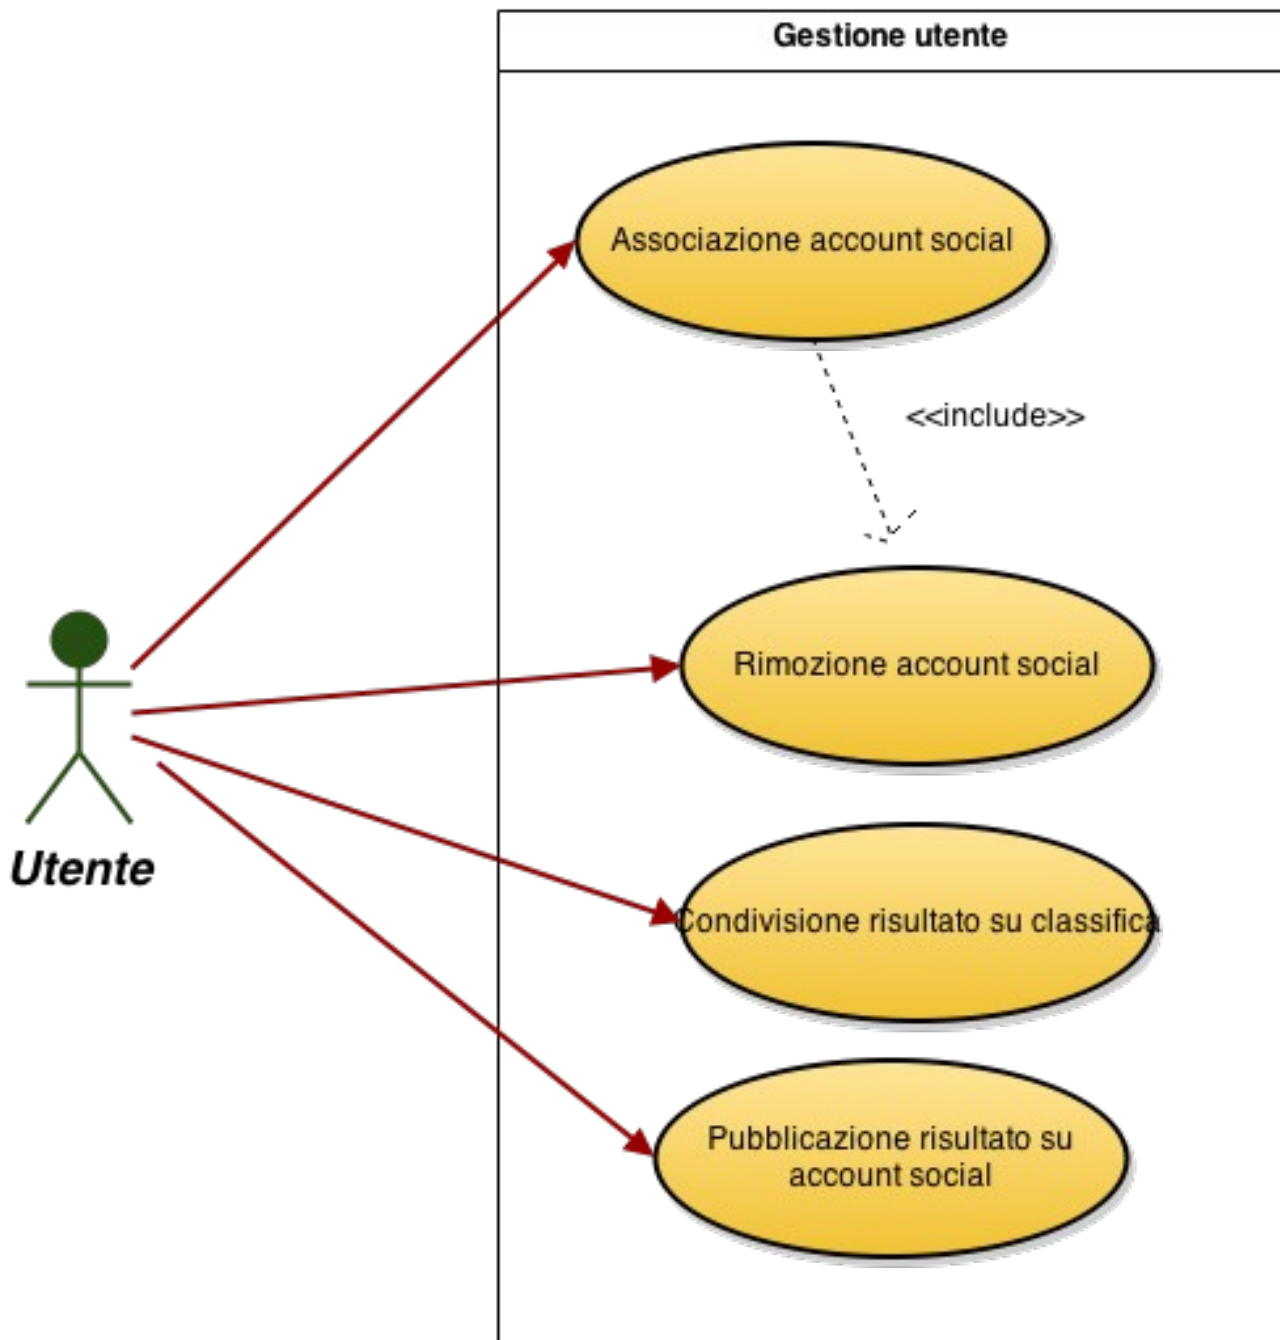 Gestione utente
Associazione account social
<<include>>
Rimozione account social
Utente
Condivisione risultato su classifica
Pubblicazione risultato su
account social